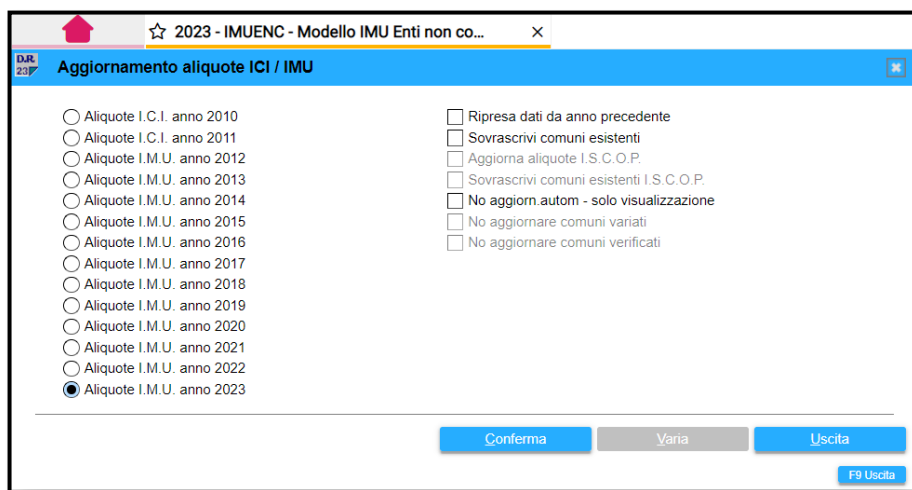 2023 - IMUENC - Modello IMU Enti non co... ×
D.R.
23
Aggiornamento aliquote ICI / IMU
Aliquote I.C.I. anno 2010
Aliquote I.C.I. anno 2011
Aliquote I.M.U. anno 2012
Aliquote I.M.U. anno 2013
Aliquote I.M.U. anno 2014
Aliquote I.M.U. anno 2015
Aliquote I.M.U. anno 2016
Aliquote I.M.U. anno 2017
Aliquote I.M.U. anno 2018
Aliquote I.M.U. anno 2019
Aliquote I.M.U. anno 2020
Aliquote I.M.U. anno 2021
Aliquote I.M.U. anno 2022
Aliquote I.M.U. anno 2023
Ripresa dati da anno precedente
Sovrascrivi comuni esistenti
Aggiorna aliquote I.S.C.O.P.
Sovrascrivi comuni esistenti I.S.C.O.P.
No aggiorn.autom - solo visualizzazione
No aggiornare comuni variati
No aggiornare comuni verificati
Conferma
Varia
Uscita
F9 Uscita